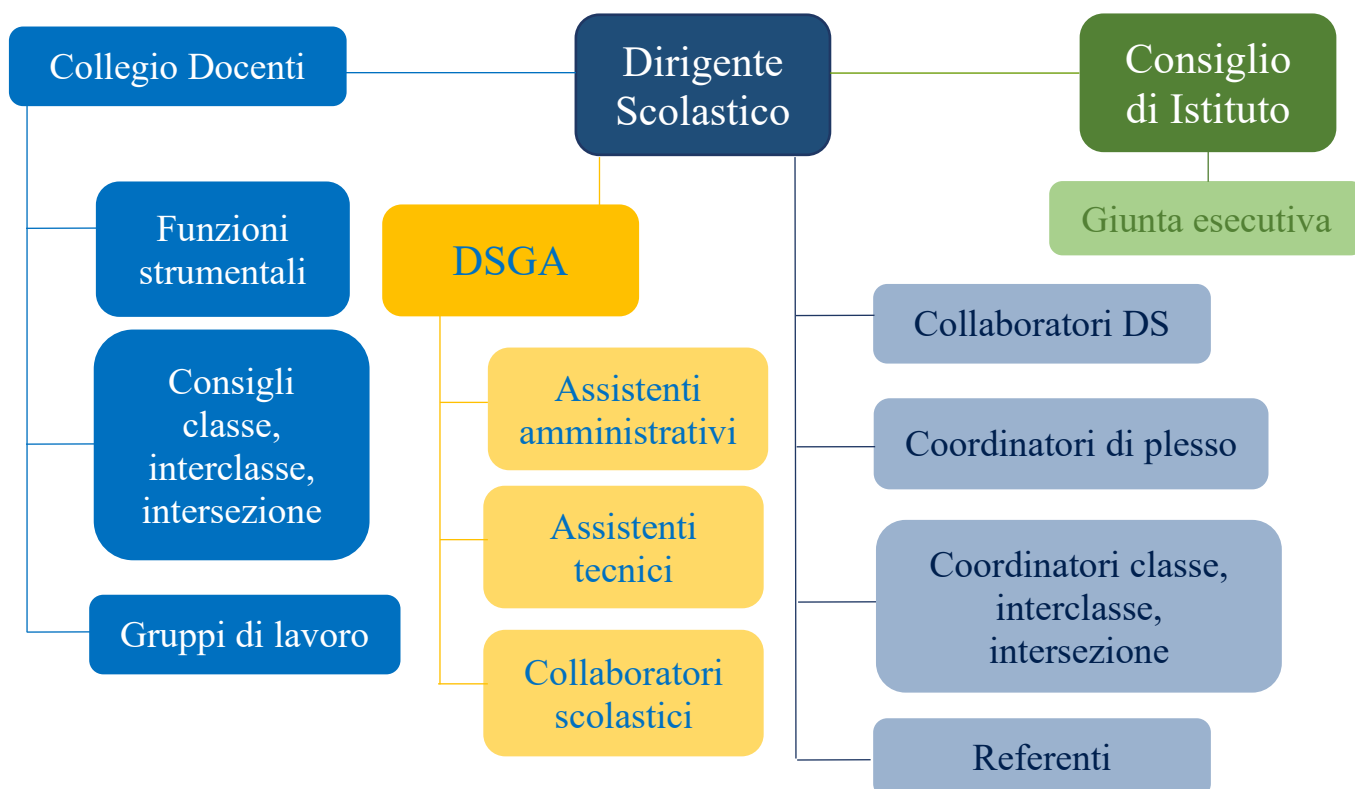 Collegio Docenti
Dirigente
Scolastico
Consiglio
di Istituto
Giunta esecutiva
Funzioni
strumentali
Consigli
classe,
interclasse,
intersezione
Gruppi di lavoro
DSGA
Assistenti
amministrativi
Assistenti
tecnici
Collaboratori
scolastici
Collaboratori DS
Coordinatori di plesso
Coordinatori classe,
interclasse,
intersezione
Referenti